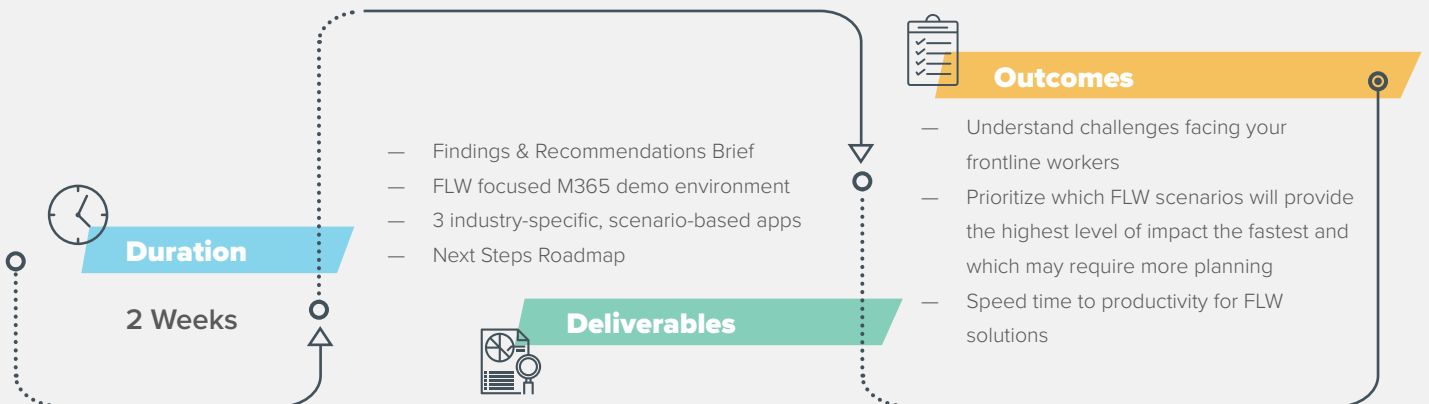 Duration
2 Weeks
— Findings & Recommendations Brief
— FLW focused M365 demo environment
— 3 industry-specific, scenario-based apps
— Next Steps Roadmap
Deliverables
Outcomes
— Understand challenges facing your
frontline workers
— Prioritize which FLW scenarios will provide
the highest level of impact the fastest and
which may require more planning
— Speed time to productivity for FLW
solutions